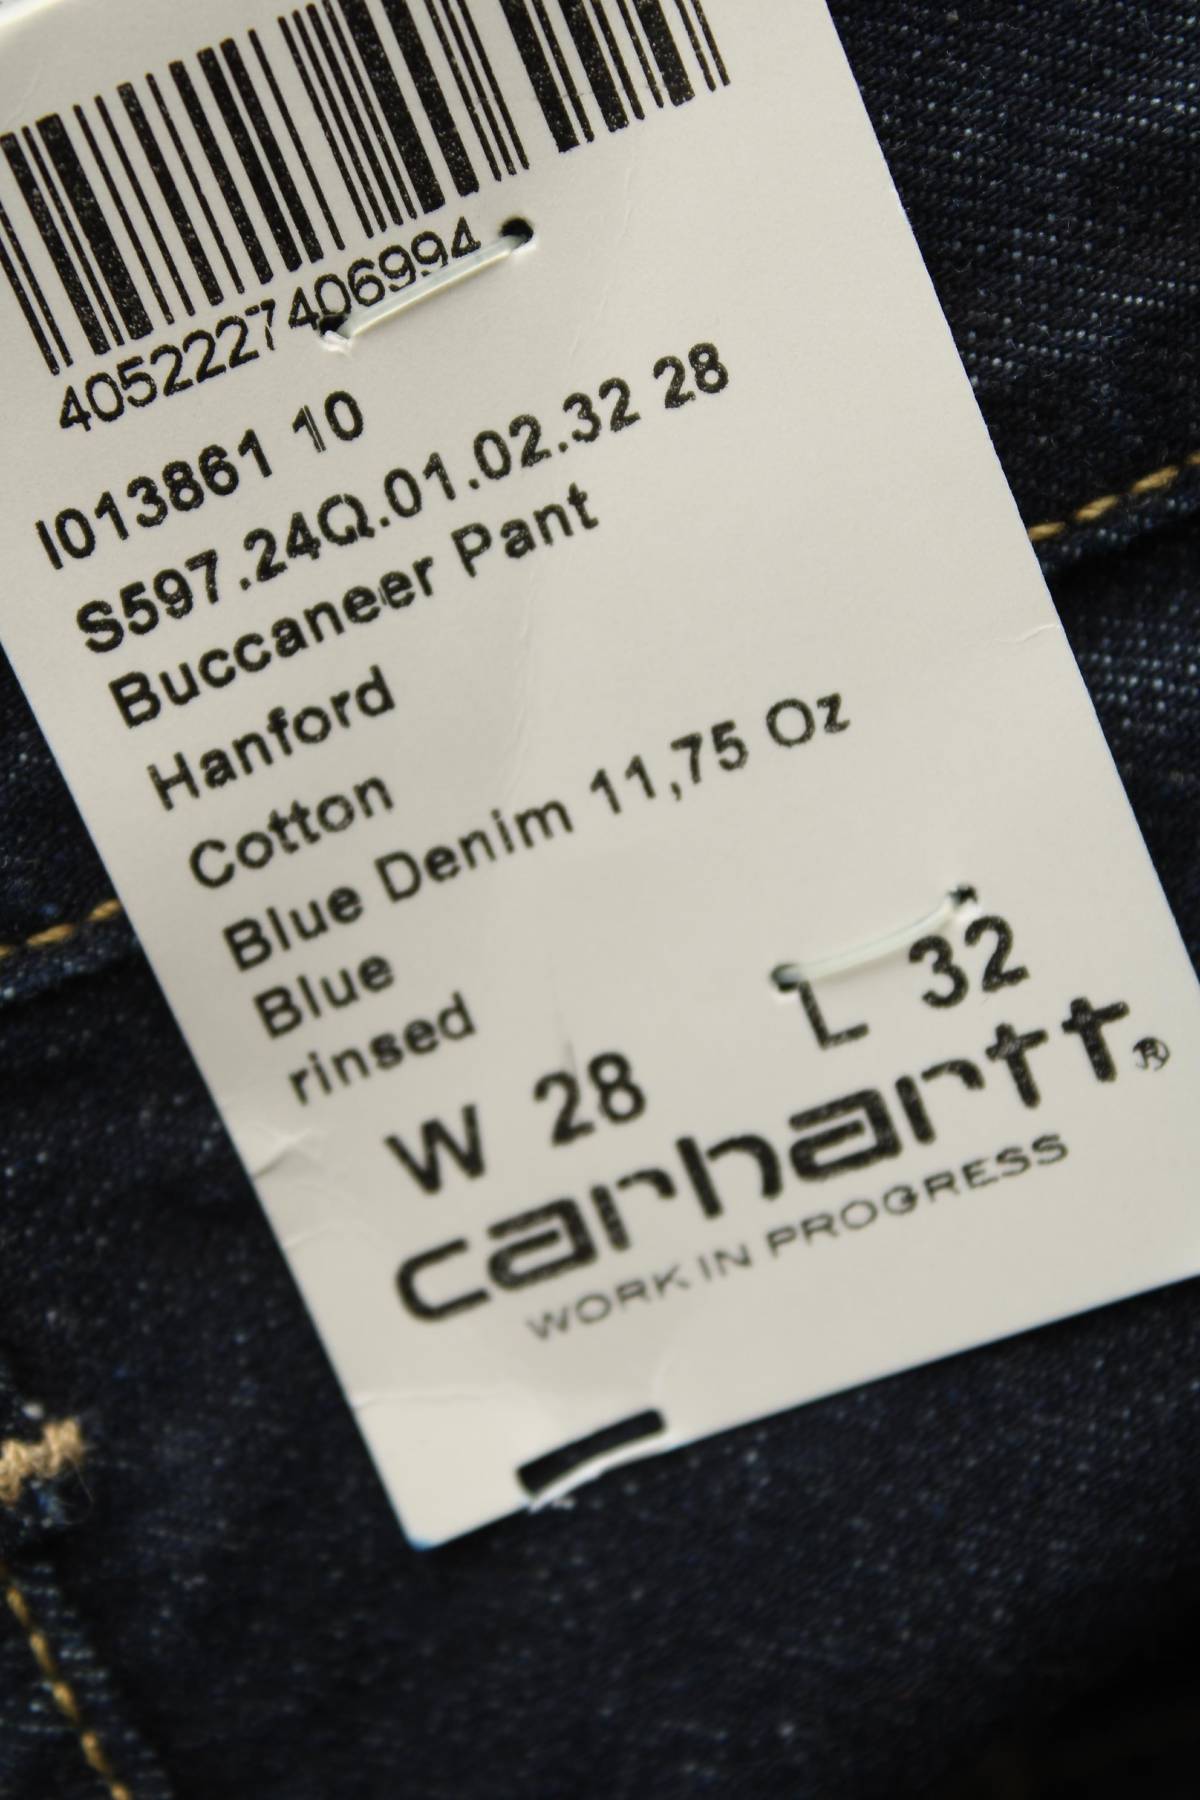 4052227406994
I013861 10
S597.24Q.01.02.32 28
Buccaneer Pant
Hanford
Cotton
Blue Denim 11,75 Oz
Blue
rinsed
W 28 L 32
carhartt®
WORK IN PROGRESS